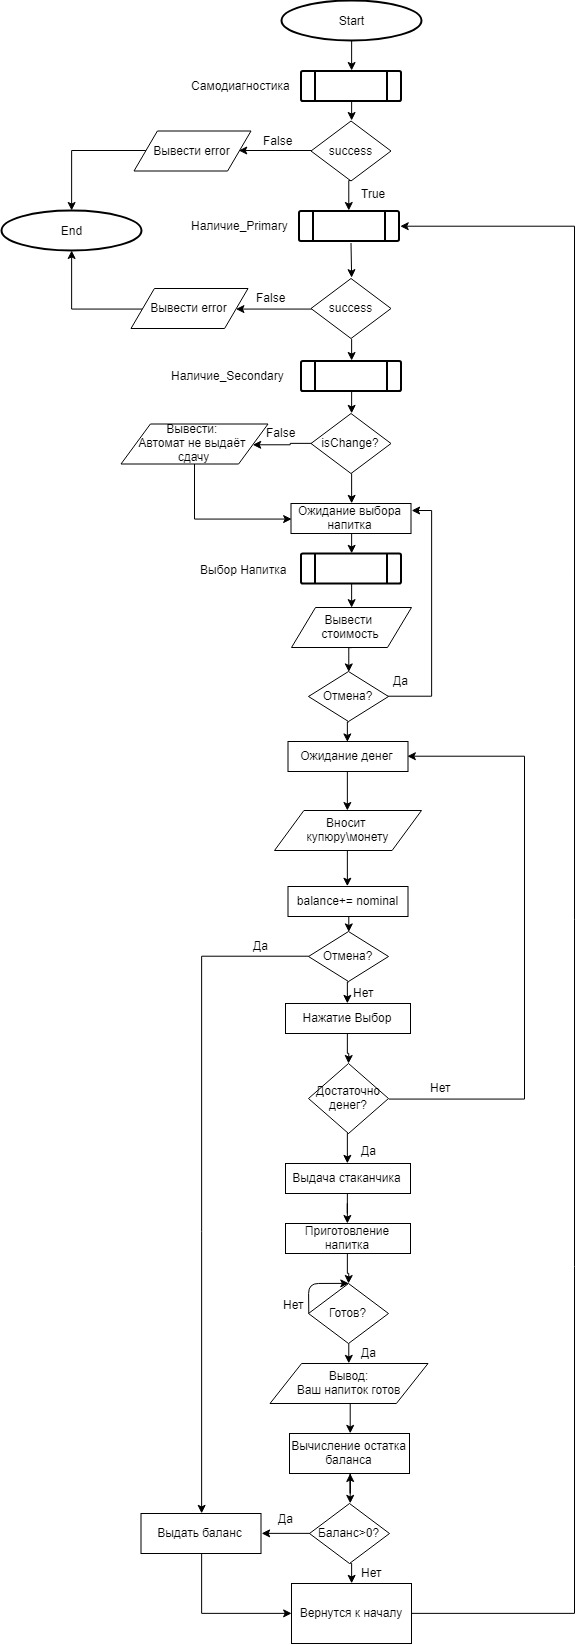 Start
Самодиагностика
False
Вывести error
success
True
End
Наличие_Primary
False
Вывести error
success
Наличие_Secondary
Вывести:
Автомат не выдаёт
сдачу
False
isChange?
Ожидание выбора
напитка
Выбор Напитка
Вывести
стоимость
Да
Отмена?
Ожидание денег
Вносит
купюру\монету
balance+= nominal
Да
Отмена?
Нет
Нажатие Выбор
Достаточно
денег?
Нет
Да
Выдача стаканчика
Приготовление
напитка
Нет
Готов?
Да
Вывод:
Ваш напиток готов
Вычисление остатка
баланса
Выдать баланс
Да
Баланс>0?
Нет
Вернутся к началу